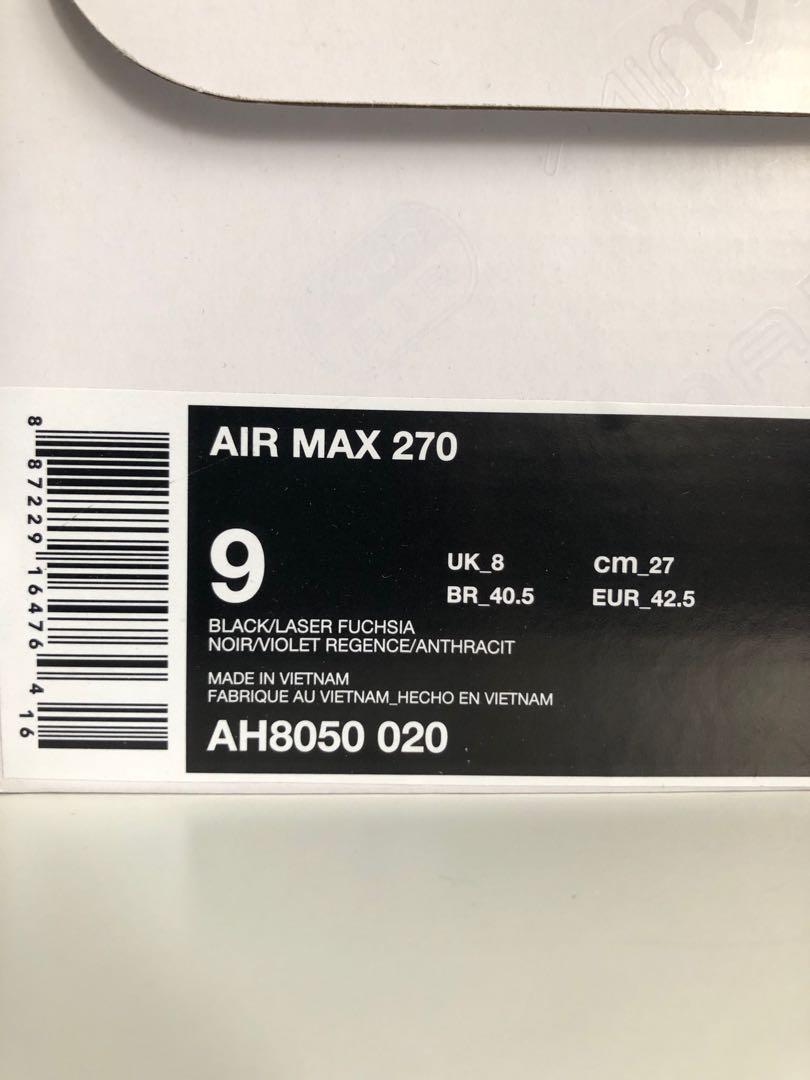 AIR MAX 270
9
UK_8 cm_27
BR_40.5 EUR_42.5
BLACK/LASER FUCHSIA
NOIR/VIOLET REGENCE/ANTHRACIT
MADE IN VIETNAM
FABRIQUE AU VIETNAM_HECHO EN VIETNAM
AH8050 020
8 87229 16476 4 16